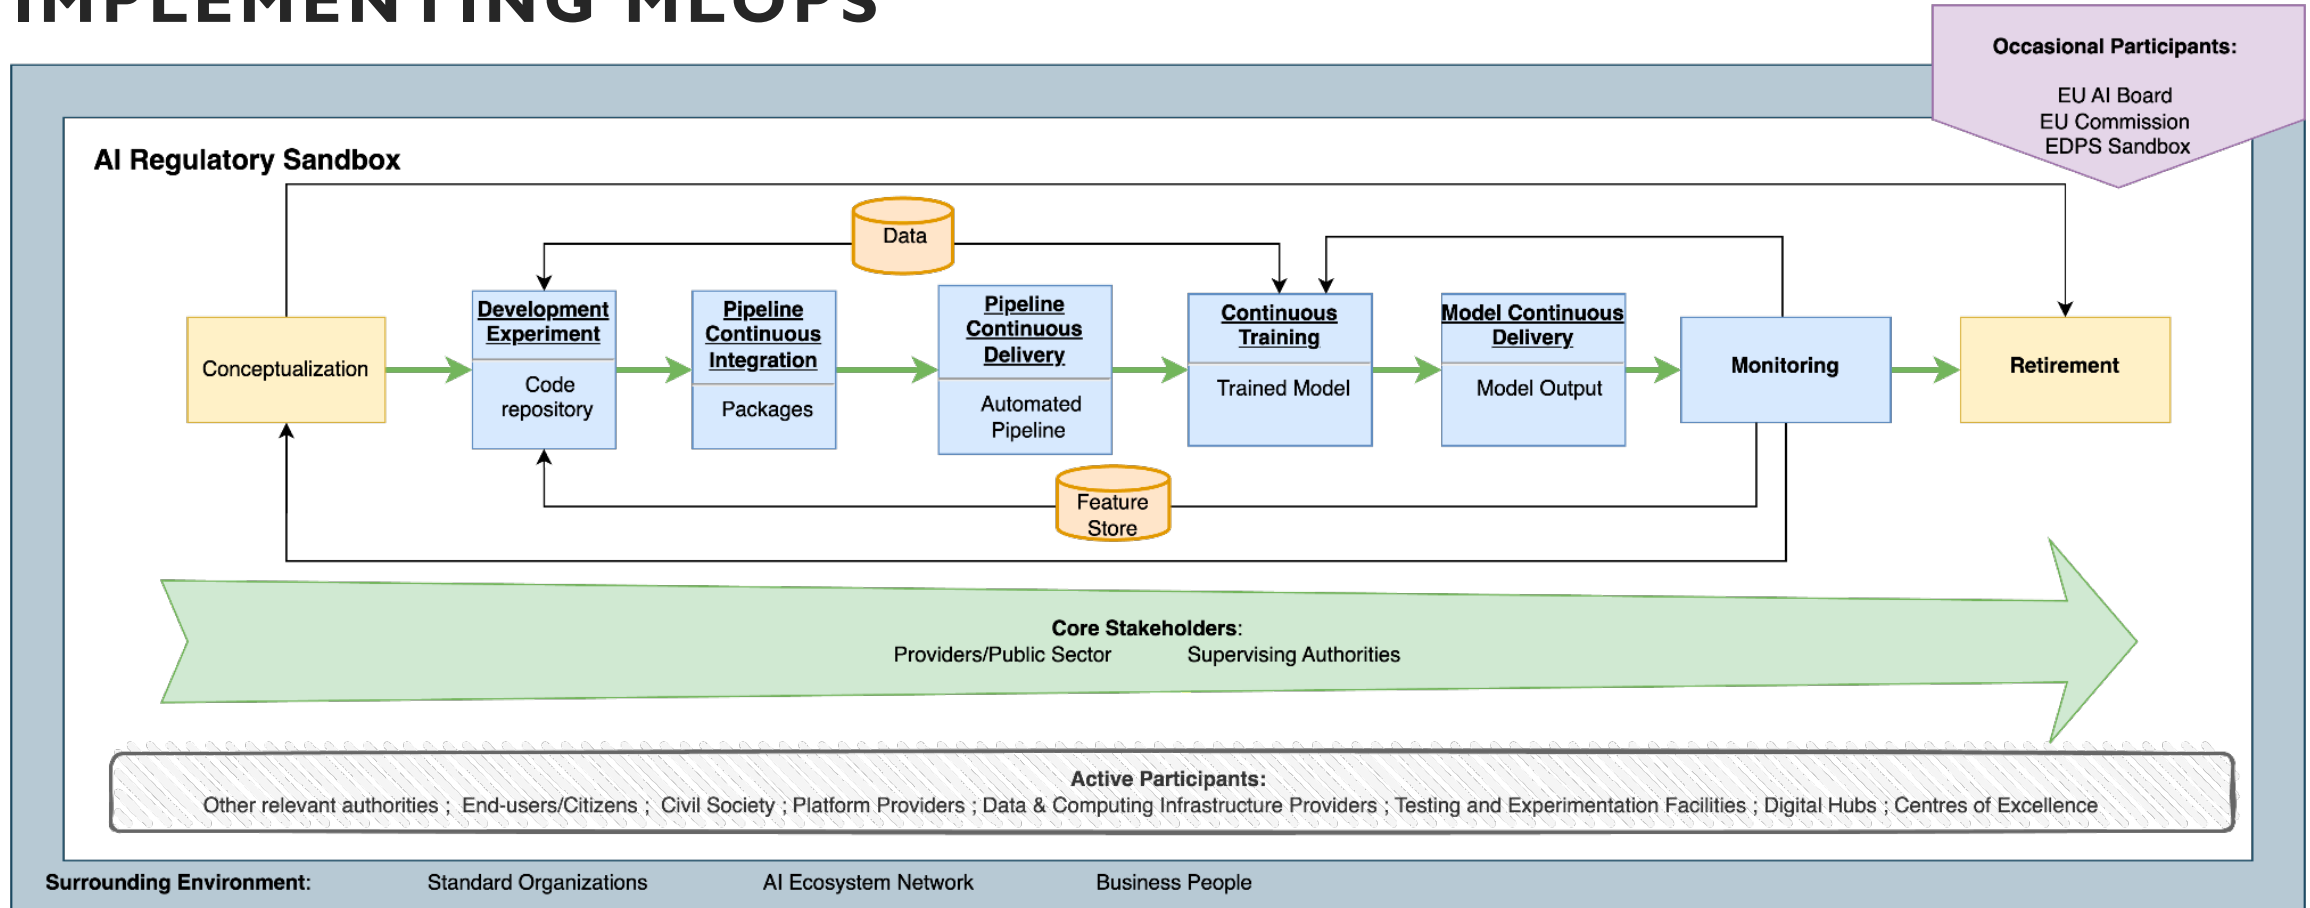 IMPLEMENTING MLOPS
Occasional Participants:
EU AI Board
EU Commission
EDPS Sandbox
AI Regulatory Sandbox
Data
Conceptualization
Development
Experiment
Code
repository
Pipeline
Continuous
Integration
Packages
Pipeline
Continuous
Delivery
Automated
Pipeline
Continuous
Training
Trained Model
Model Continuous
Delivery
Model Output
Monitoring
Retirement
Feature
Store
Core Stakeholders:
Providers/Public Sector Supervising Authorities
Active Participants:
Other relevant authorities ; End-users/Citizens ; Civil Society ; Platform Providers ; Data & Computing Infrastructure Providers ; Testing and Experimentation Facilities ; Digital Hubs ; Centres of Excellence
Surrounding Environment: Standard Organizations AI Ecosystem Network Business People